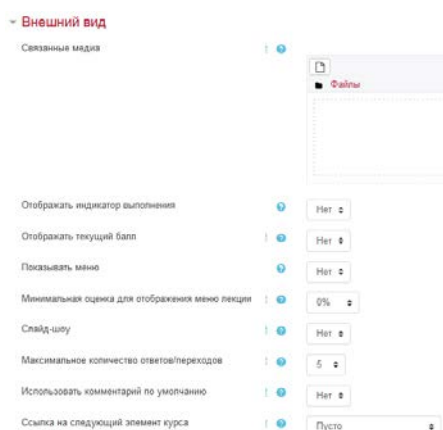 Внешний вид
Связанные медиа
Файлы
Отображать индикатор выполнения Нет
Отображать текущий балл Нет
Показывать меню Нет
Минимальная оценка для отображения меню лекции 0%
Слайд-шоу Нет
Максимальное количество ответов/переходов 5
Использовать комментарий по умолчанию Нет
Ссылка на следующий элемент курса Пусто